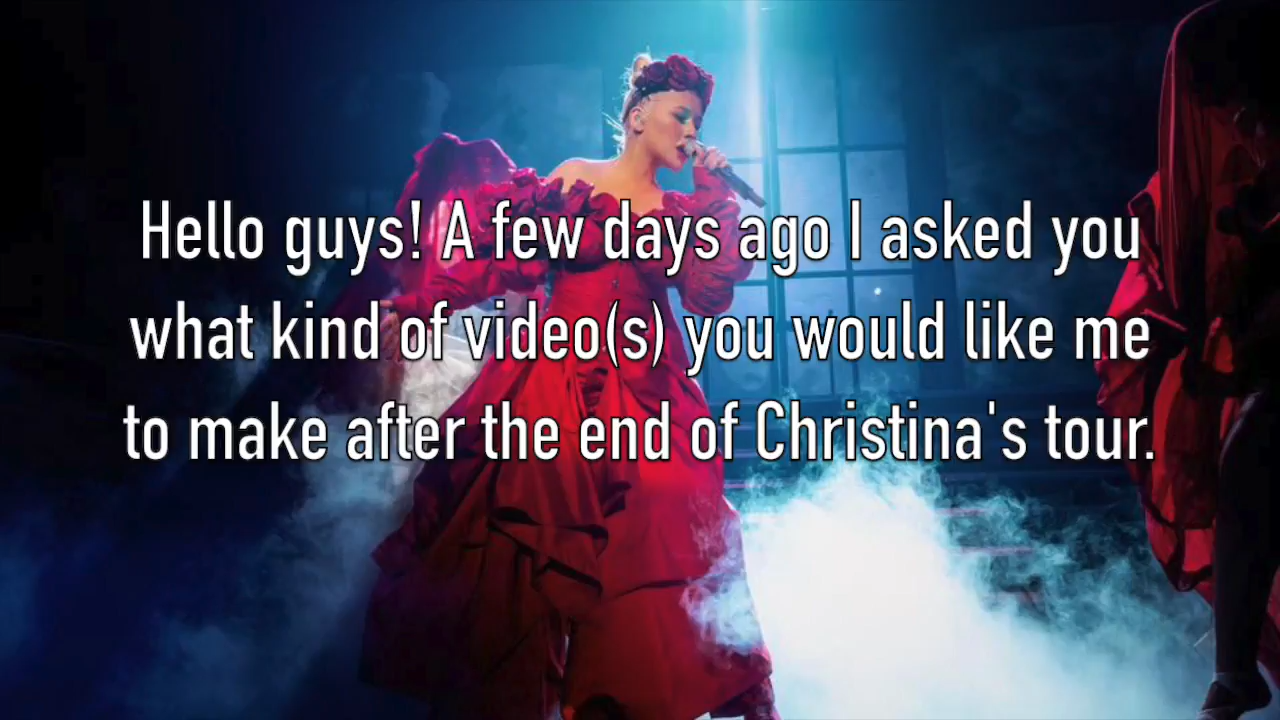 Hello guys! A few days ago I asked you
what kind of video(s) you would like me
to make after the end of Christina's tour.